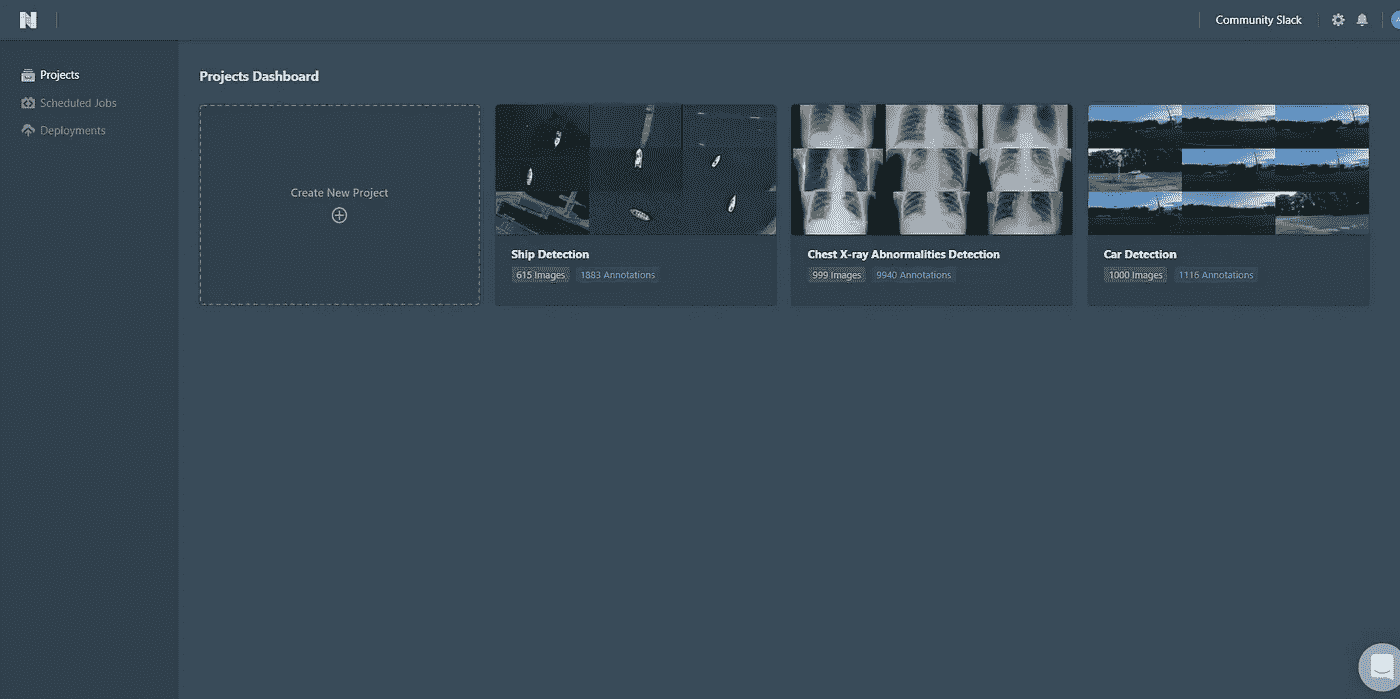 N
Community Slack
Projects
Scheduled Jobs
Deployments
Projects Dashboard
Create New Project
Ship Detection
615 Images 1883 Annotations
Chest X-ray Abnormalities Detection
999 Images 9940 Annotations
Car Detection
1000 Images 1116 Annotations